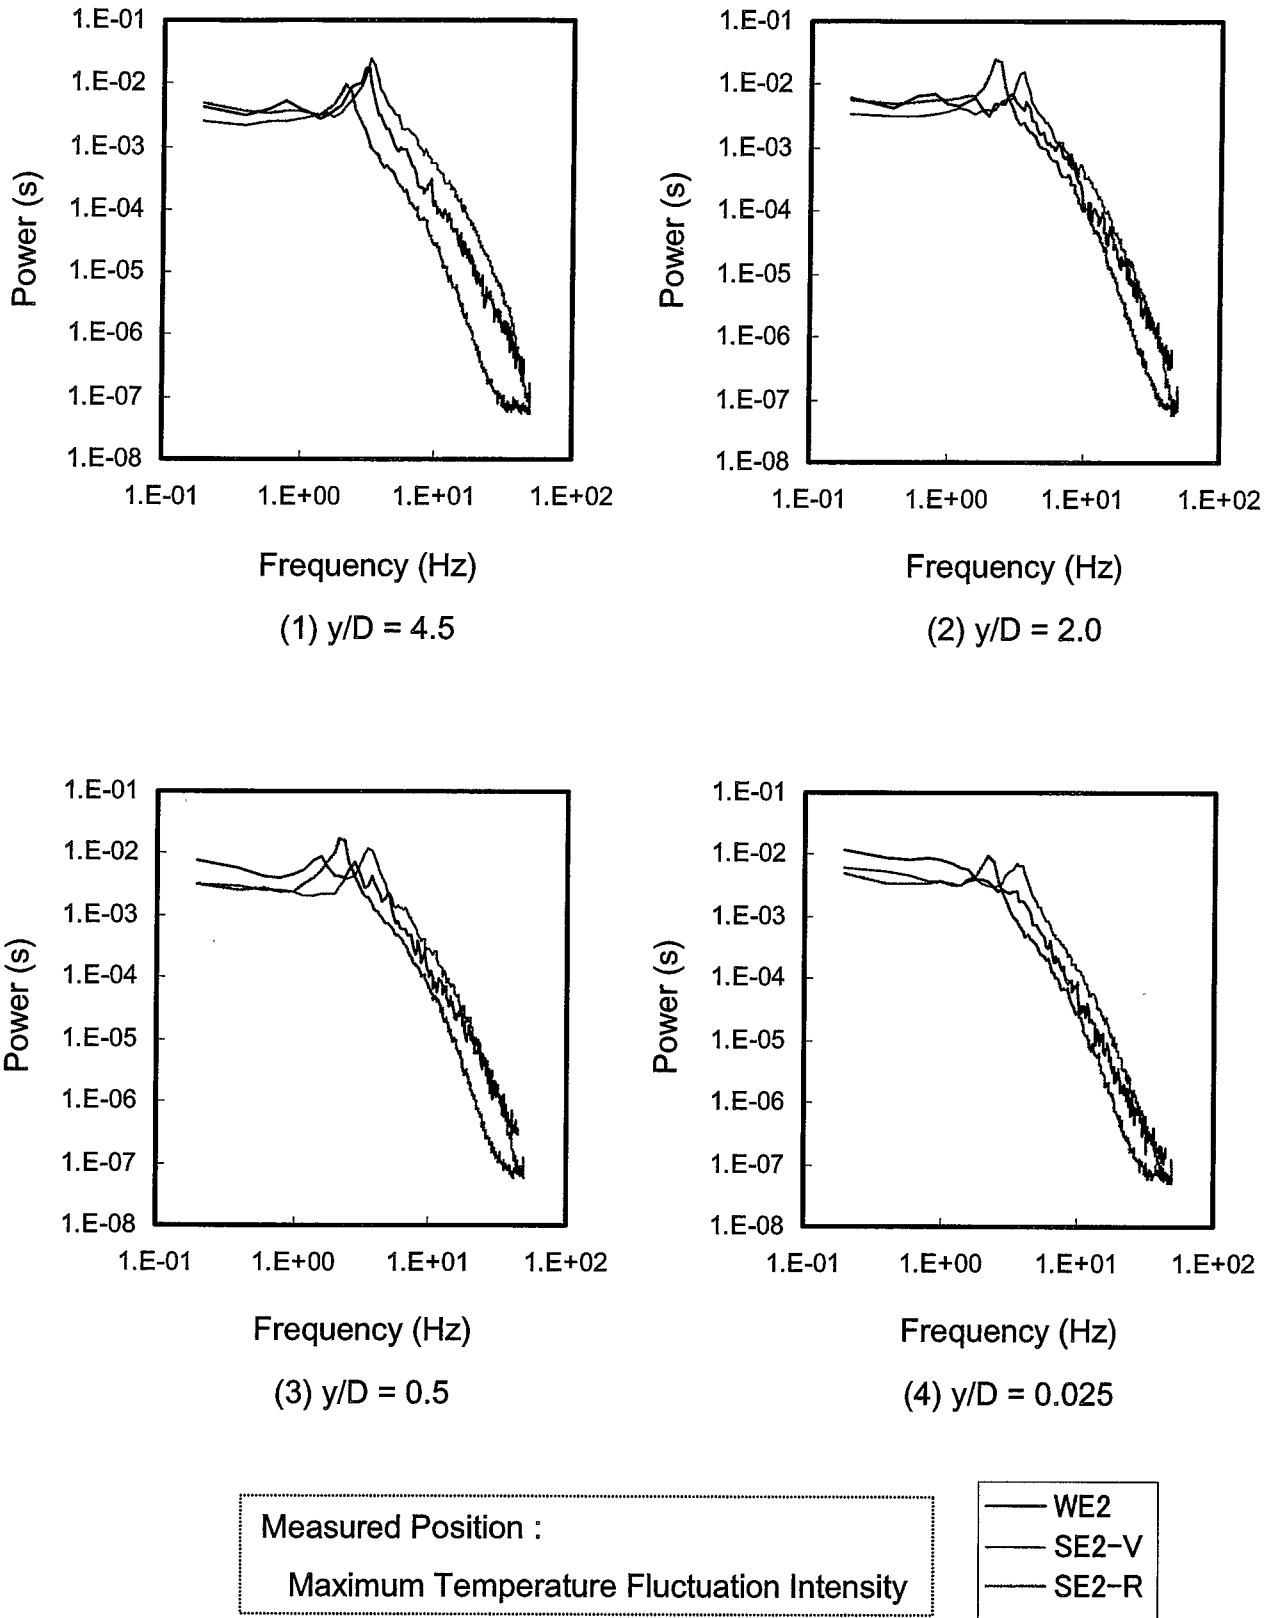 1.E-01
1.E-02
1.E-03
1.E-04
1.E-05
1.E-06
1.E-07
1.E-08
Power (s)
1.E-01 1.E+00 1.E+01 1.E+02
Frequency (Hz)
(1) y/D = 4.5
1.E-01
1.E-02
1.E-03
1.E-04
1.E-05
1.E-06
1.E-07
1.E-08
Power (s)
1.E-01 1.E+00 1.E+01 1.E+02
Frequency (Hz)
(2) y/D = 2.0
1.E-01
1.E-02
1.E-03
1.E-04
1.E-05
1.E-06
1.E-07
1.E-08
Power (s)
1.E-01 1.E+00 1.E+01 1.E+02
Frequency (Hz)
(3) y/D = 0.5
1.E-01
1.E-02
1.E-03
1.E-04
1.E-05
1.E-06
1.E-07
1.E-08
Power (s)
1.E-01 1.E+00 1.E+01 1.E+02
Frequency (Hz)
(4) y/D = 0.025
Measured Position :
Maximum Temperature Fluctuation Intensity
WE2
SE2-V
SE2-R